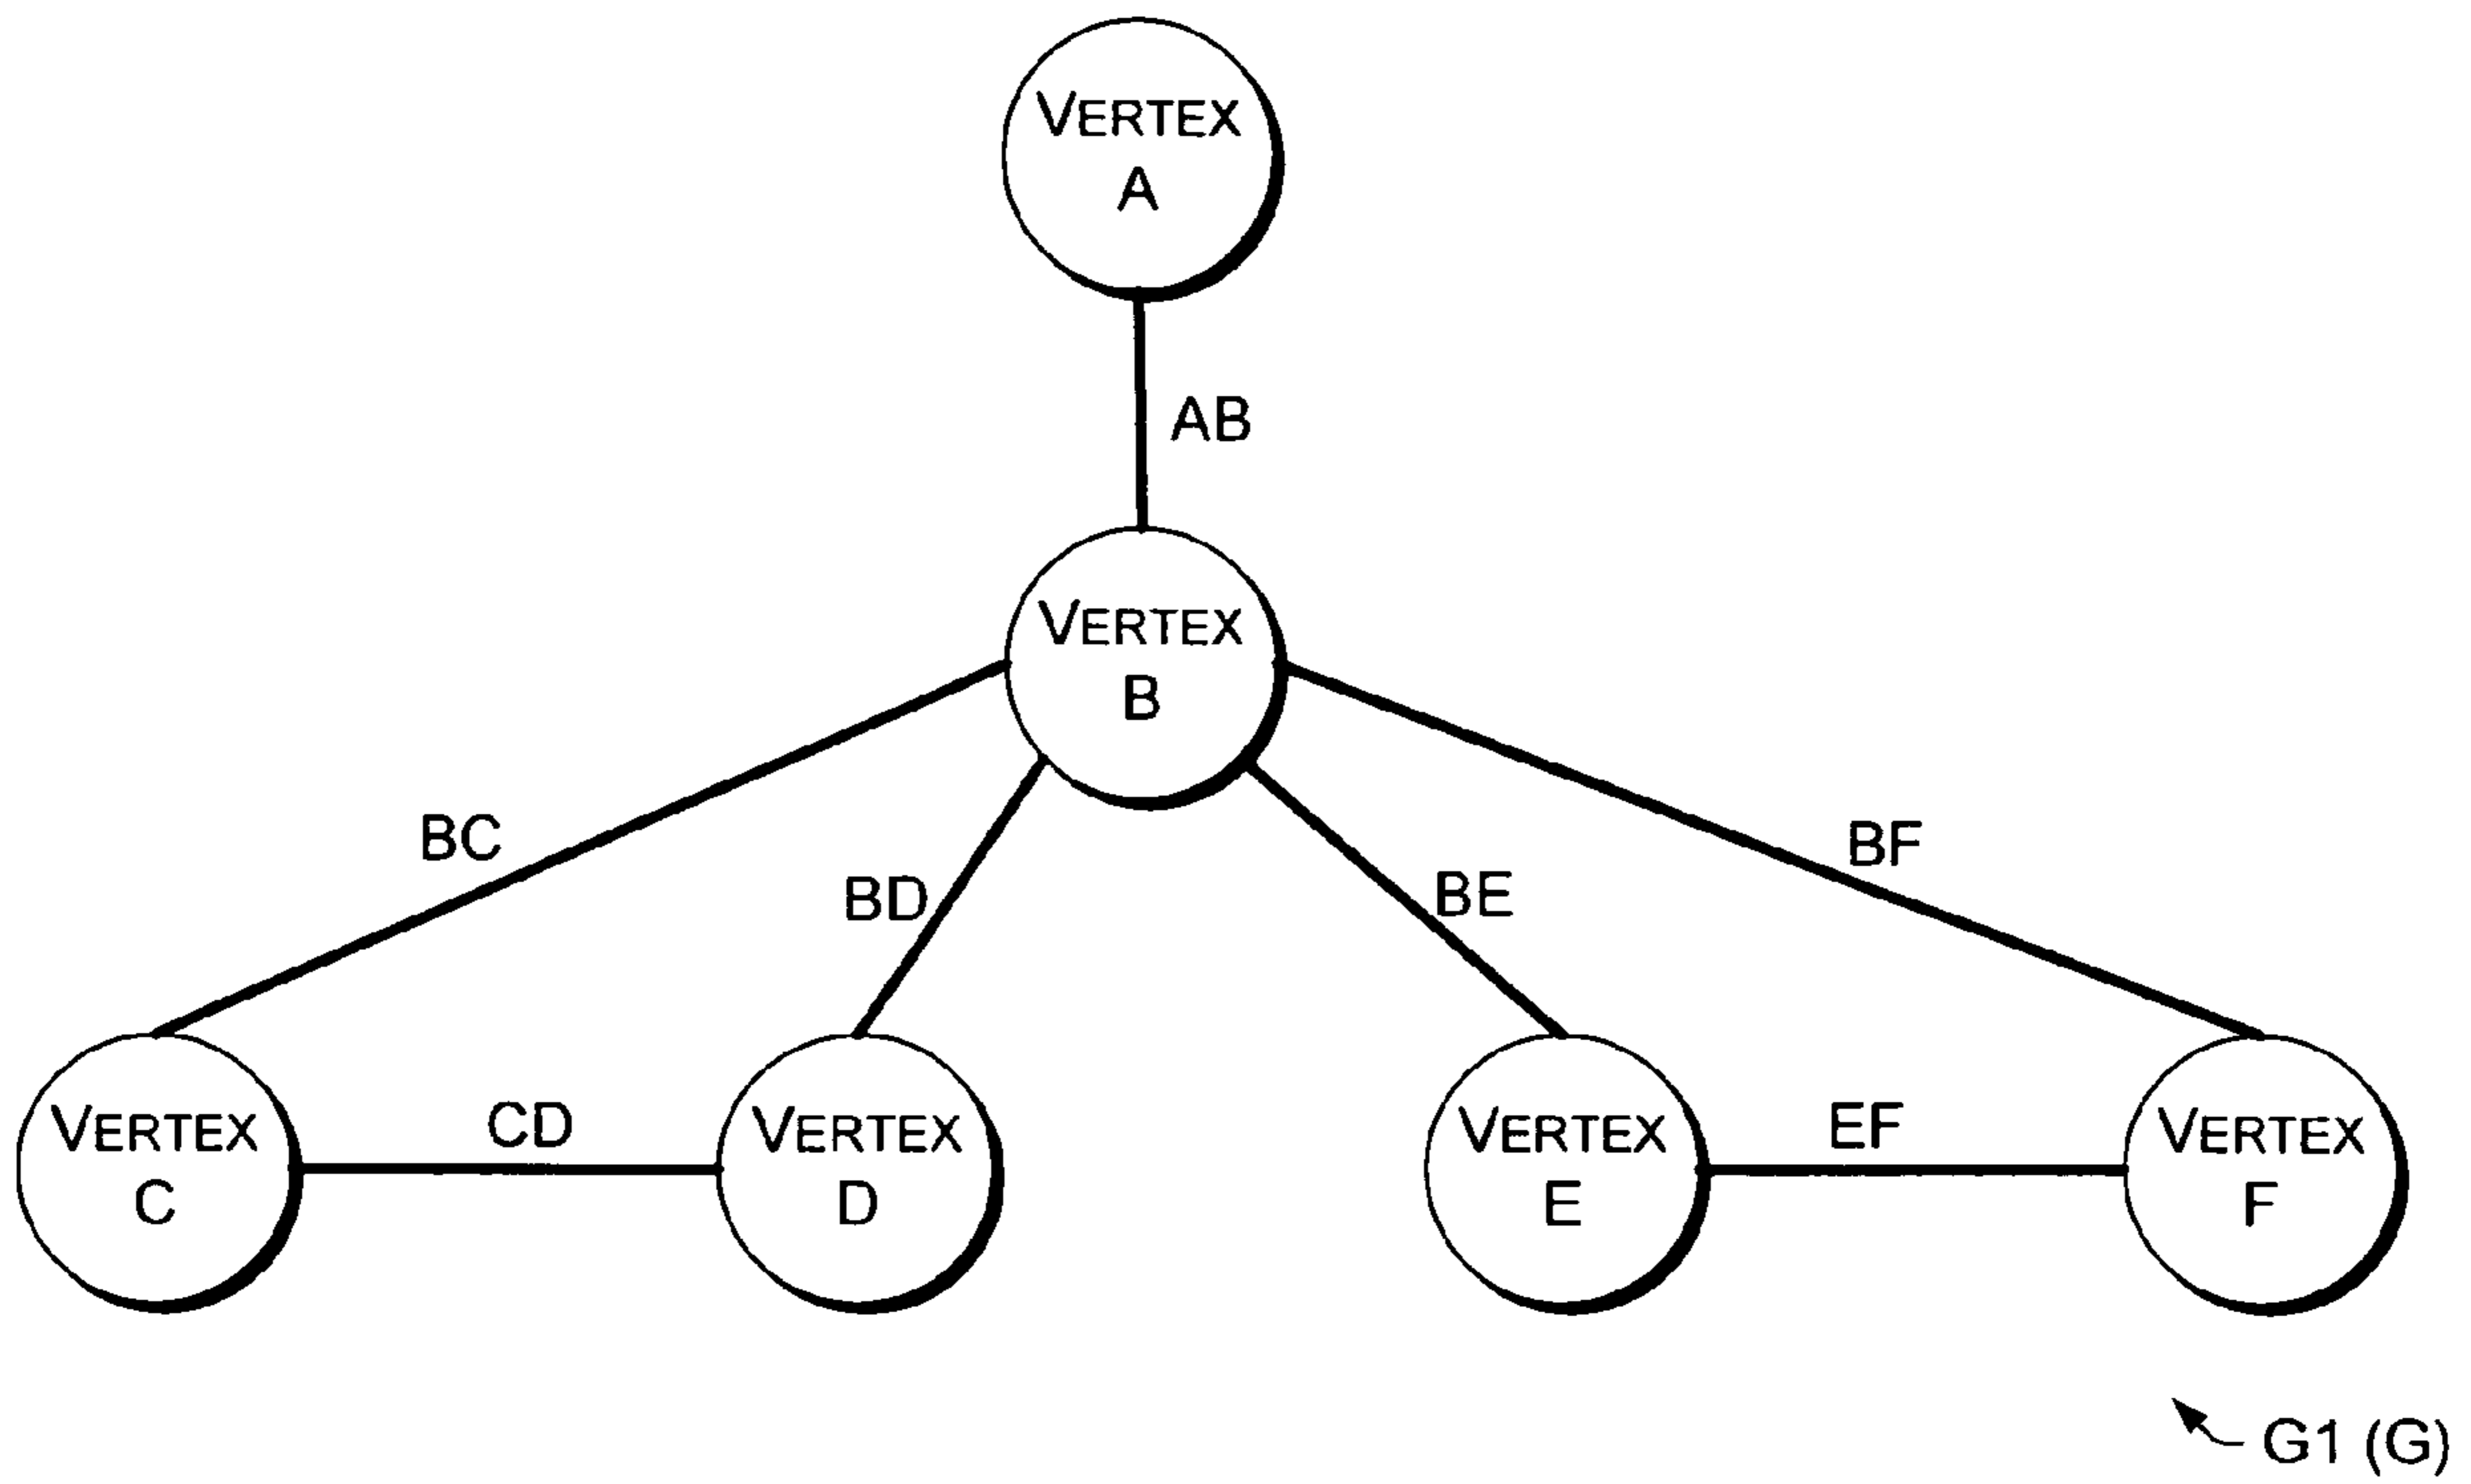 VERTEX
A
AB
VERTEX
B
BC
BD
BE
BF
VERTEX
C
CD
VERTEX
D
VERTEX
E
EF
VERTEX
F
G1 (G)